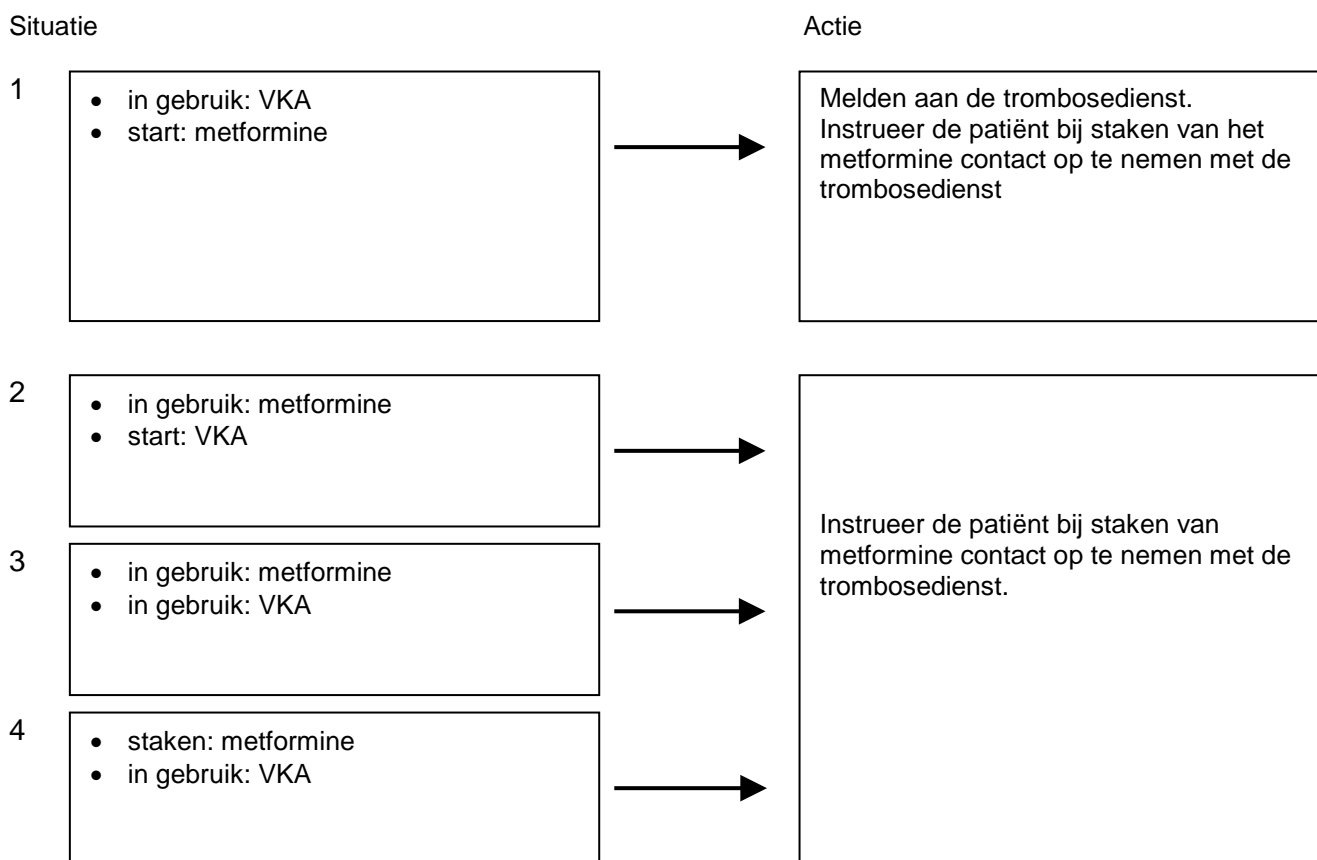 Situatie
Actie
1
• in gebruik: VKA
• start: metformine
Melden aan de trombosedienst.
Instrueer de patiënt bij staken van het
metformine contact op te nemen met de
trombosedienst
2
• in gebruik: metformine
• start: VKA
3
• in gebruik: metformine
• in gebruik: VKA
4
• staken: metformine
• in gebruik: VKA
Instrueer de patiënt bij staken van
metformine contact op te nemen met de
trombosedienst.